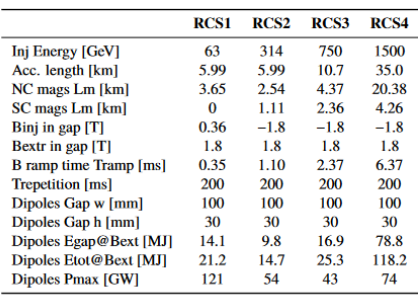 RCS1 RCS2 RCS3 RCS4
Inj Energy [GeV] 63 314 750 1500
Acc. length [km] 5.99 5.99 10.7 35.0
NC mags Lm [km] 3.65 2.54 4.37 20.38
SC mags Lm [km] 0 1.11 2.36 4.26
Binj in gap [T] 0.36 −1.8 −1.8 −1.8
Bextr in gap [T] 1.8 1.8 1.8 1.8
B ramp time Tramp [ms] 0.35 1.10 2.37 6.37
Trepetition [ms] 200 200 200 200
Dipoles Gap w [mm] 100 100 100 100
Dipoles Gap h [mm] 30 30 30 30
Dipoles Egap@Bext [MJ] 14.1 9.8 16.9 78.8
Dipoles Etot@Bext [MJ] 21.2 14.7 25.3 118.2
Dipoles Pmax [GW] 121 54 43 74